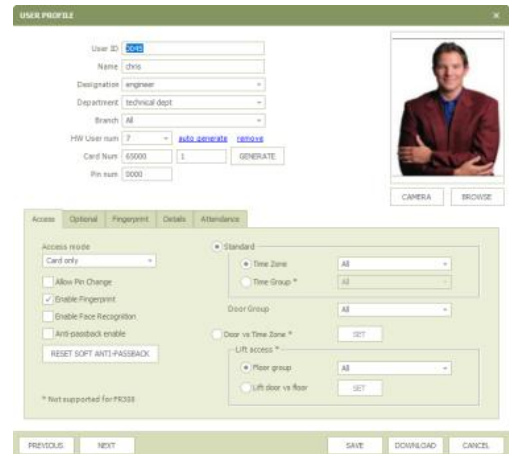 USER PROFILE
User ID 3045
Name chris
Designation engineer
Department technical dept
Branch All
HW User num 7 auto generate remove
Card Num 65000 1 GENERATE
Pin num 0000
CAMERA BROWSE
Access Optional Fingerprint Details Attendance
Access mode
Card only
Allow Pin Change
Enable Fingerprint
Enable Face Recognition
Anti-passback enable
RESET SOFT ANTI-PASSBACK
* Not supported for FR308
Standard
Time Zone All
Time Group * All
Door Group All
Door vs Time Zone * SET
Lift access *
Floor group All
Lift door vs floor SET
PREVIOUS NEXT SAVE DOWNLOAD CANCEL